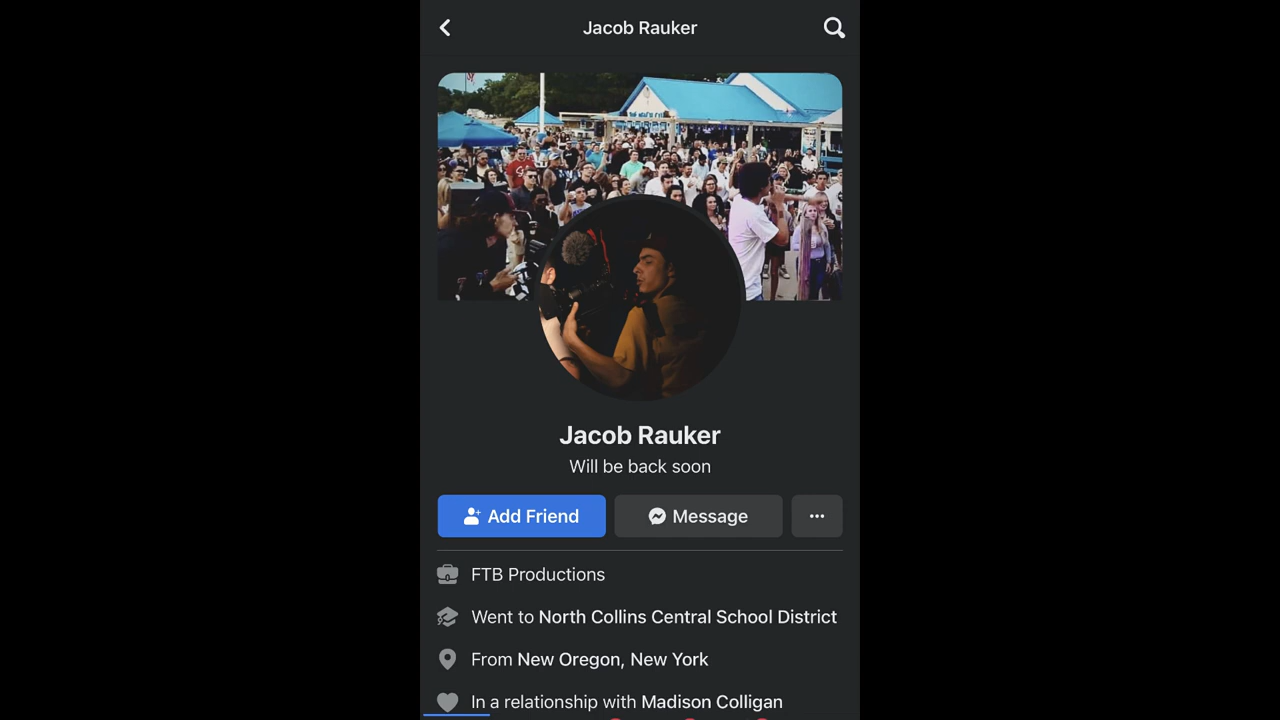 Jacob Rauker
Jacob Rauker
Will be back soon
Add Friend
Message
FTB Productions
Went to North Collins Central School District
From New Oregon, New York
In a relationship with Madison Colligan